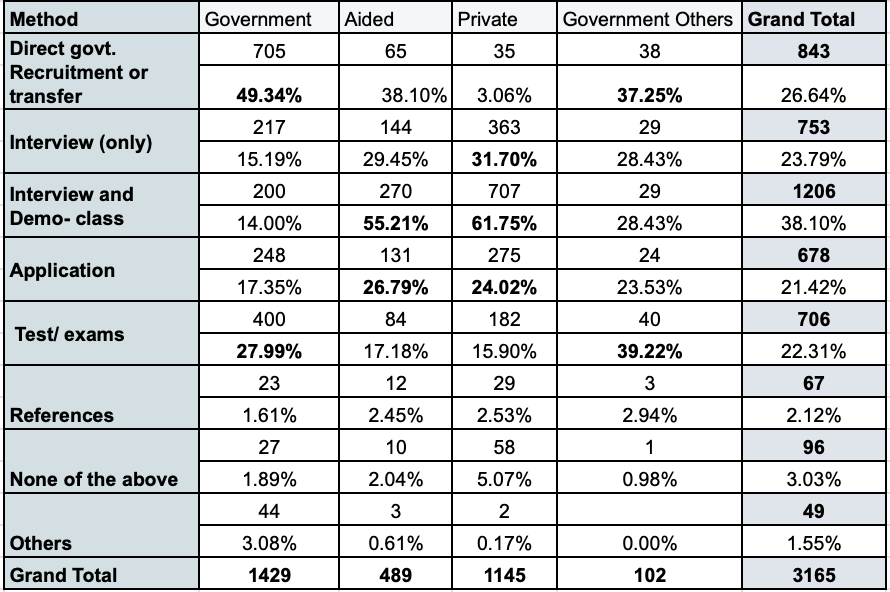 Method Government Aided Private Government Others Grand Total
Direct govt. 705 65 35 38 843
Recruitment or
transfer 49.34% 38.10% 3.06% 37.25% 26.64%
Interview (only) 217 144 363 29 753
15.19% 29.45% 31.70% 28.43% 23.79%
Interview and 200 270 707 29 1206
Demo- class 14.00% 55.21% 61.75% 28.43% 38.10%
Application 248 131 275 24 678
17.35% 26.79% 24.02% 23.53% 21.42%
Test/ exams 400 84 182 40 706
27.99% 17.18% 15.90% 39.22% 22.31%
23 12 29 3 67
References 1.61% 2.45% 2.53% 2.94% 2.12%
27 10 58 1 96
None of the above 1.89% 2.04% 5.07% 0.98% 3.03%
44 3 2 49
Others 3.08% 0.61% 0.17% 0.00% 1.55%
Grand Total 1429 489 1145 102 3165